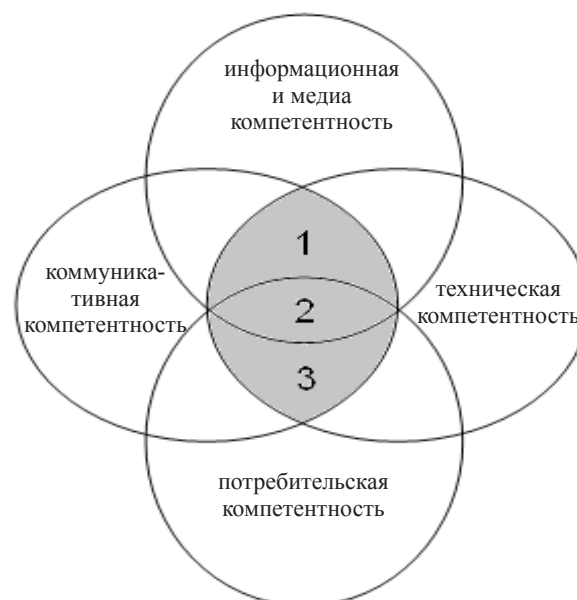 информационная
и медиа
компетентность
1
коммуника-
тивная
компетентность
2
техническая
компетентность
3
потребительская
компетентность